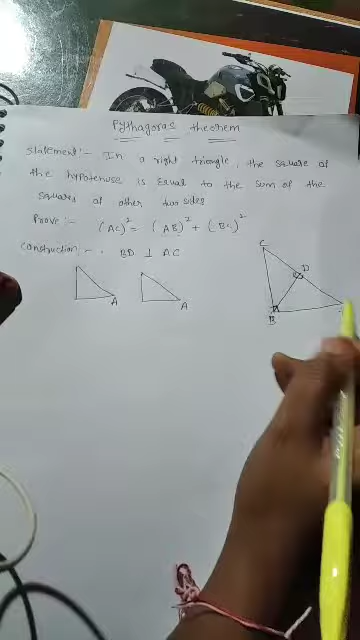 Pythagoras theorem
Statement :- In a right triangle, the square of
the hypotenuse is equal to the sum of the
squares of other two sides
Prove :- (AC)² = (AB)² + (BC)²
Construction :- . BD ⊥ AC
C
D
A
A
B